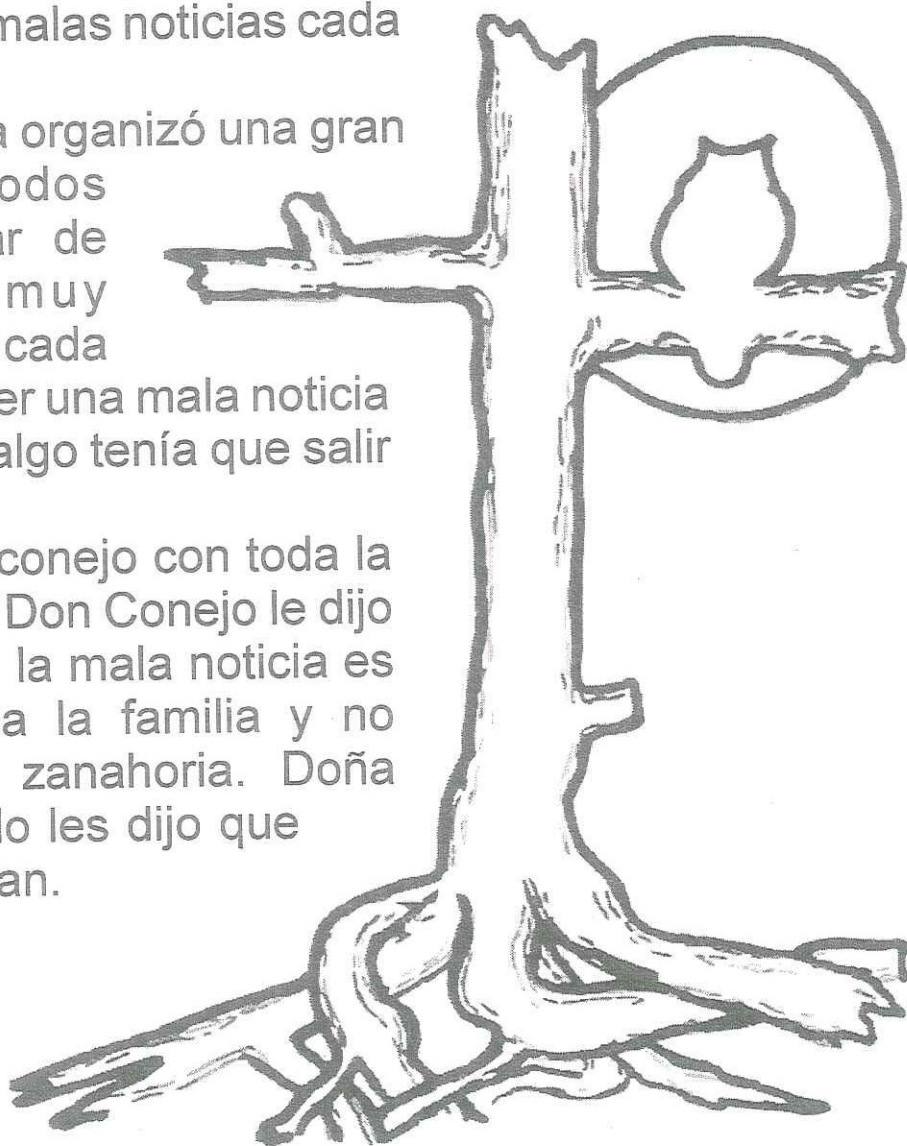 malas noticias cada
a organizó una gran
odos
ar de
muy
cada
er una mala noticia
algo tenía que salir
conejo con toda la
Don Conejo le dijo
la mala noticia es
a la familia y no
zanahoria. Doña
lo les dijo que
an.